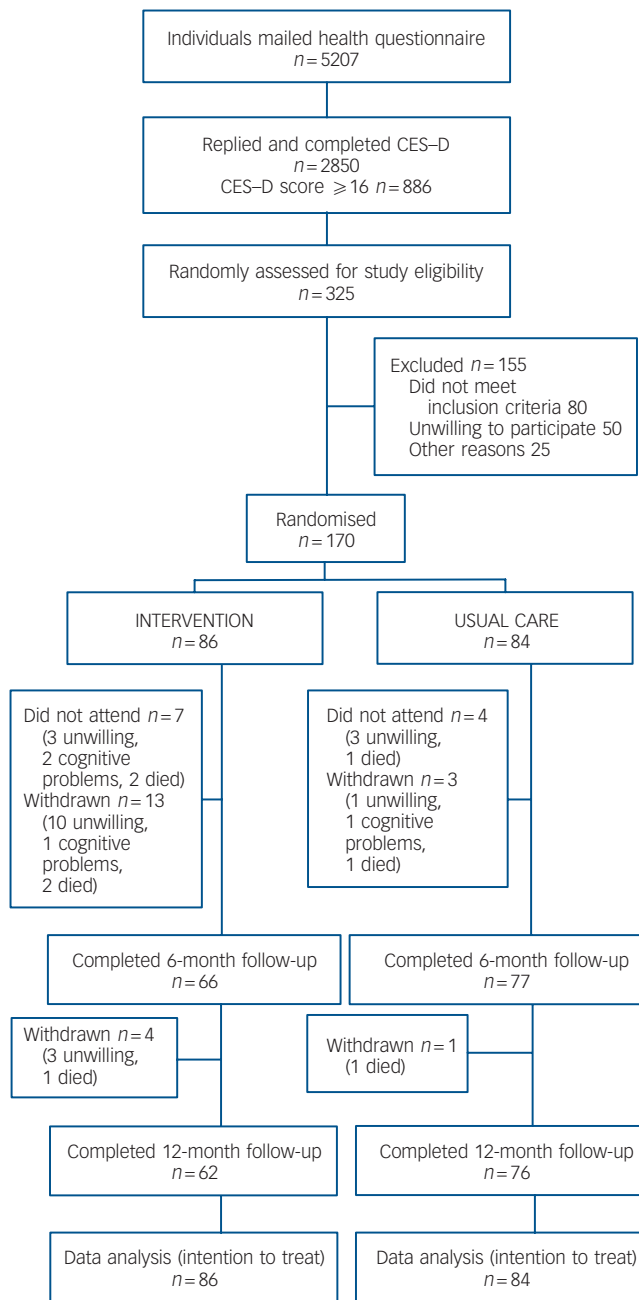 Individuals mailed health questionnaire
n=5207
Replied and completed CES–D
n=2850
CES–D score ⩾16 n=886
Randomly assessed for study eligibility
n=325
Excluded n=155
Did not meet
inclusion criteria 80
Unwilling to participate 50
Other reasons 25
Randomised
n=170
INTERVENTION
n=86
USUAL CARE
n=84
Did not attend n=7
(3 unwilling,
2 cognitive
problems, 2 died)
Withdrawn n=13
(10 unwilling,
1 cognitive
problems,
2 died)
Did not attend n=4
(3 unwilling,
1 died)
Withdrawn n=3
(1 unwilling,
1 cognitive
problems,
1 died)
Completed 6-month follow-up
n=66
Completed 6-month follow-up
n=77
Withdrawn n=4
(3 unwilling,
1 died)
Withdrawn n=1
(1 died)
Completed 12-month follow-up
n=62
Completed 12-month follow-up
n=76
Data analysis (intention to treat)
n=86
Data analysis (intention to treat)
n=84